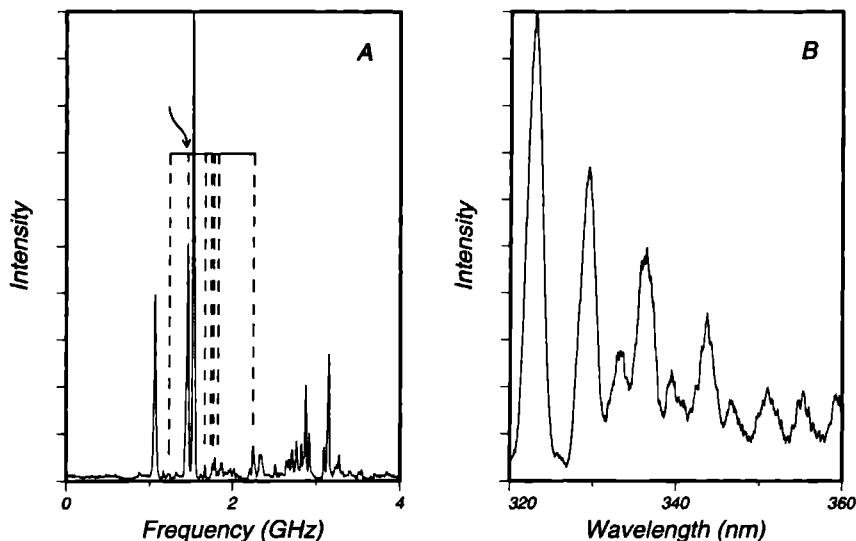 A
Intensity
0
2
4
Frequency (GHz)
B
Intensity
320
340
360
Wavelength (nm)